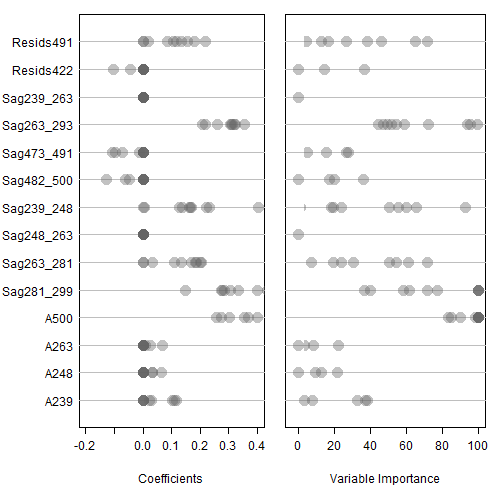 Resids491
Resids422
Sag239_263
Sag263_293
Sag473_491
Sag482_500
Sag239_248
Sag248_263
Sag263_281
Sag281_299
A500
A263
A248
A239
-0.2 0.0 0.1 0.2 0.3 0.4
0 20 40 60 80 100
Coefficients
Variable Importance